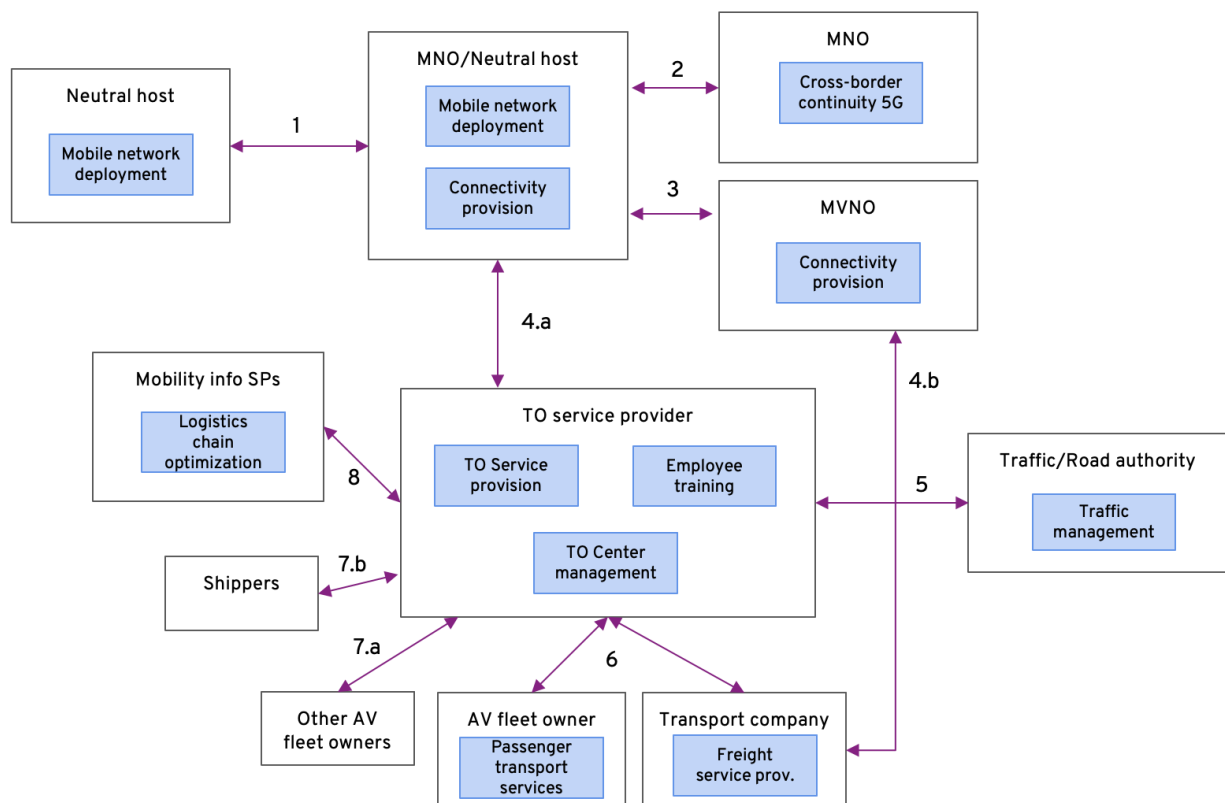 MNO/Neutral host
Mobile network
deployment
Connectivity
provision
MNO
Cross-border
continuity 5G
Neutral host
Mobile network
deployment
1
2
3
MVNO
Connectivity
provision
4.a
4.b
Mobility info SPs
Logistics
chain
optimization
8
TO service provider
TO Service
provision
Employee
training
TO Center
management
5
Traffic/Road authority
Traffic
management
Shippers
7.b
7.a
6
Other AV
fleet owners
AV fleet owner
Passenger
transport
services
Transport company
Freight
service prov.